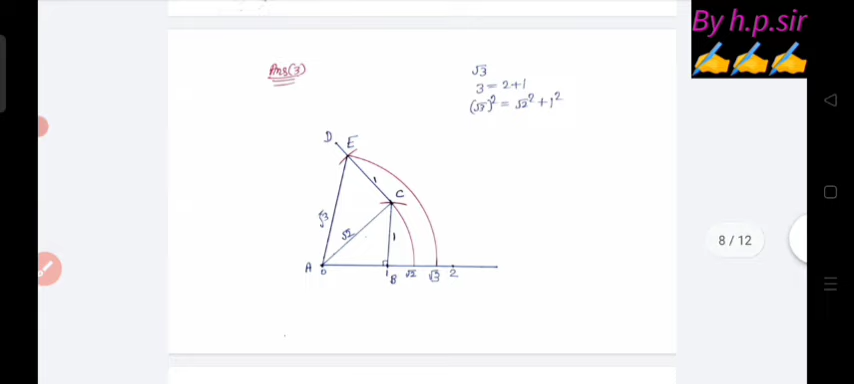 By h.p.sir
Ans(3)
√3
3 = 2+1
(√3)² = √2² + 1²
D E
1
C
√3
√2
1
A
0 1 B √2 √3 2
8 / 12